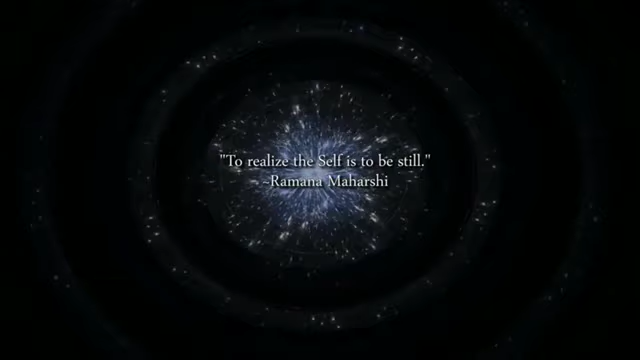 "To realize the Self is to be still."
~Ramana Maharshi